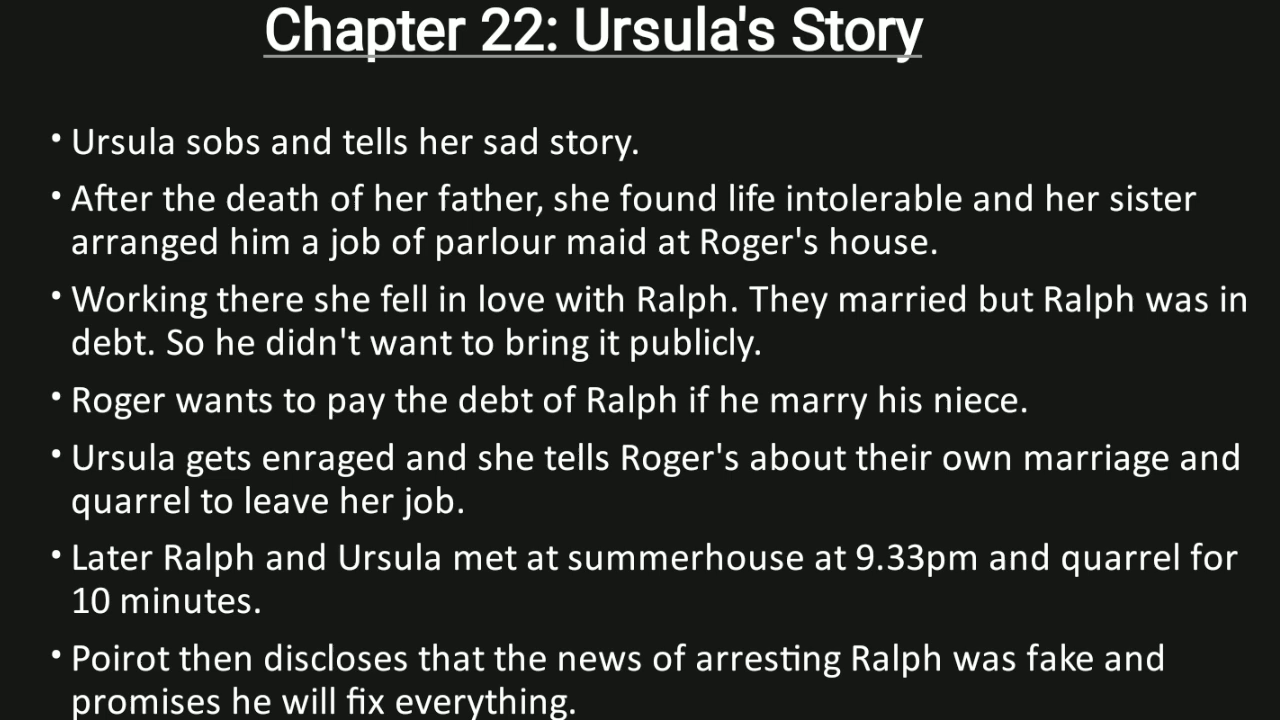 Chapter 22: Ursula's Story
• Ursula sobs and tells her sad story.
• After the death of her father, she found life intolerable and her sister
arranged him a job of parlour maid at Roger's house.
• Working there she fell in love with Ralph. They married but Ralph was in
debt. So he didn't want to bring it publicly.
• Roger wants to pay the debt of Ralph if he marry his niece.
• Ursula gets enraged and she tells Roger's about their own marriage and
quarrel to leave her job.
• Later Ralph and Ursula met at summerhouse at 9.33pm and quarrel for
10 minutes.
• Poirot then discloses that the news of arresting Ralph was fake and
promises he will fix everything.